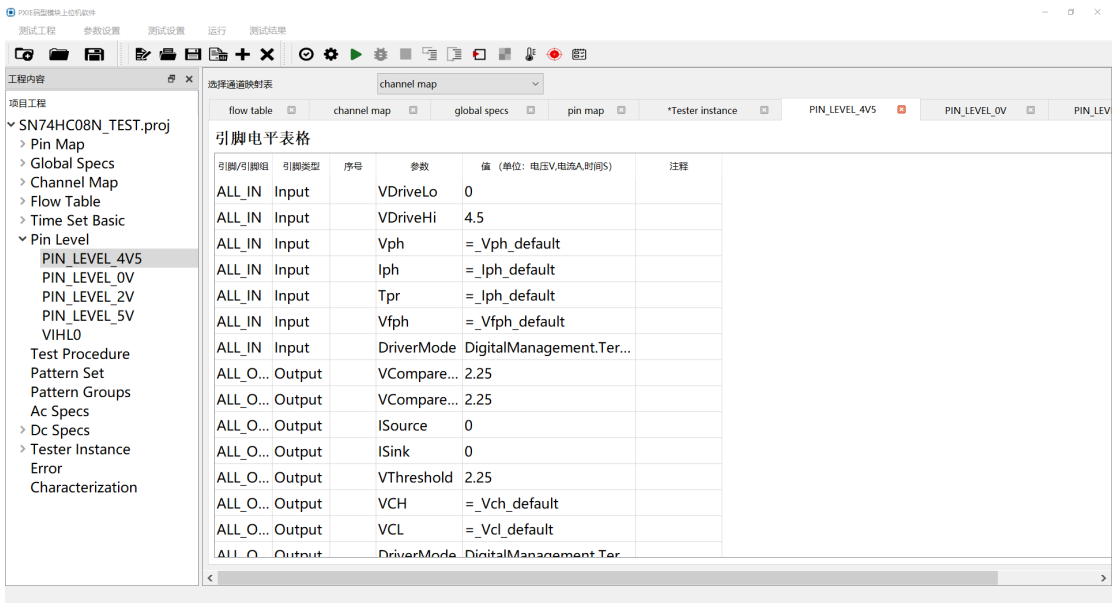 PXIE码型模块上位机软件
测试工程 参数设置 测试设置 运行 测试结果
工程内容
选择通道映射表 channel map
项目工程
flow table channel map global specs pin map *Tester instance PIN_LEVEL_4V5 PIN_LEVEL_0V PIN_LEV
SN74HC08N_TEST.proj
Pin Map
Global Specs
Channel Map
Flow Table
Time Set Basic
Pin Level
PIN_LEVEL_4V5
PIN_LEVEL_0V
PIN_LEVEL_2V
PIN_LEVEL_5V
VIHL0
Test Procedure
Pattern Set
Pattern Groups
Ac Specs
Dc Specs
Tester Instance
Error
Characterization
引脚电平表格
引脚/引脚组 引脚类型 序号 参数 值 （单位：电压V,电流A,时间S） 注释
ALL_IN Input VDriveLo 0
ALL_IN Input VDriveHi 4.5
ALL_IN Input Vph =_Vph_default
ALL_IN Input Iph =_Iph_default
ALL_IN Input Tpr =_Iph_default
ALL_IN Input Vfph =_Vfph_default
ALL_IN Input DriverMode DigitalManagement.Ter...
ALL_O... Output VCompare... 2.25
ALL_O... Output VCompare... 2.25
ALL_O... Output ISource 0
ALL_O... Output ISink 0
ALL_O... Output VThreshold 2.25
ALL_O... Output VCH =_Vch_default
ALL_O... Output VCL =_Vcl_default
ALL_O Output DriverMode DigitalManagement.Ter